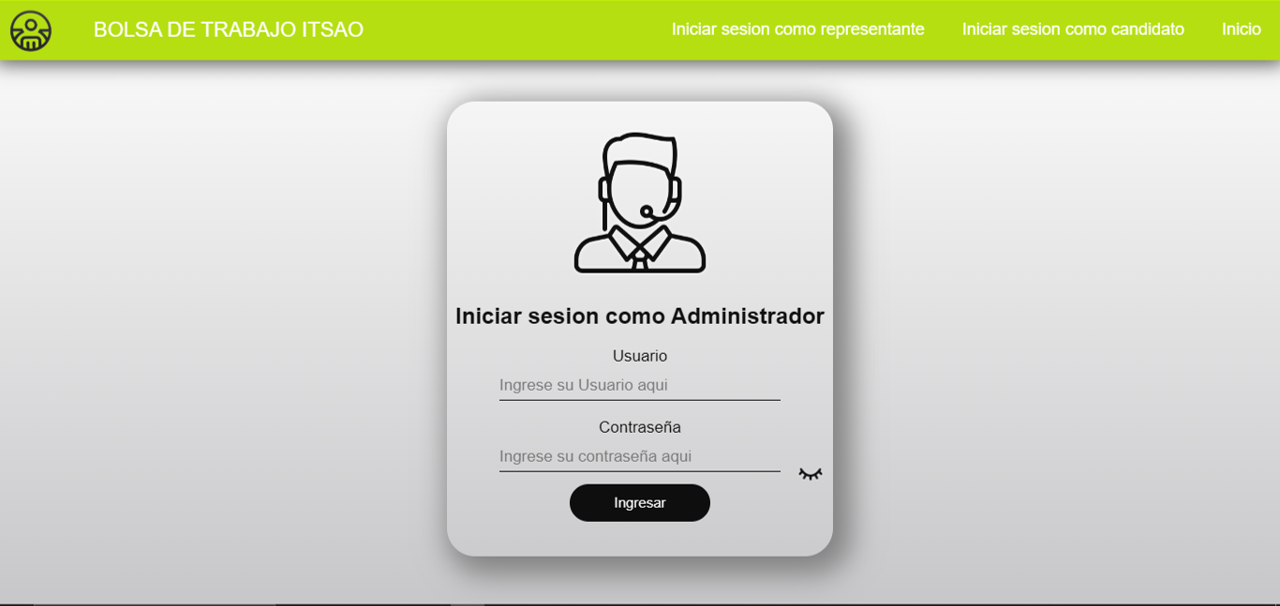 BOLSA DE TRABAJO ITSAO
Iniciar sesion como representante
Iniciar sesion como candidato
Inicio
Iniciar sesion como Administrador
Usuario
Ingrese su Usuario aqui
Contraseña
Ingrese su contraseña aqui
Ingresar